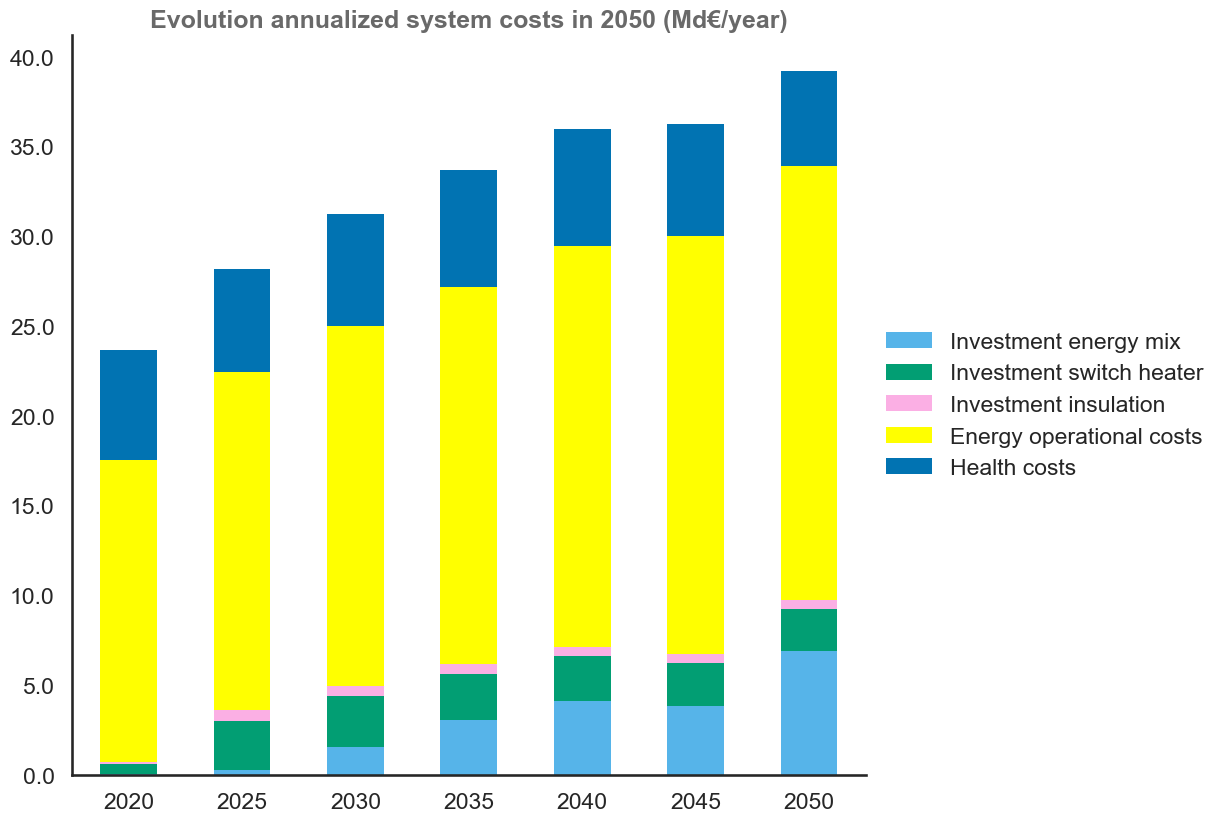 Evolution annualized system costs in 2050 (Md€/year)
40.0
35.0
30.0
25.0
20.0
15.0
10.0
5.0
0.0
2020 2025 2030 2035 2040 2045 2050
Investment energy mix
Investment switch heater
Investment insulation
Energy operational costs
Health costs